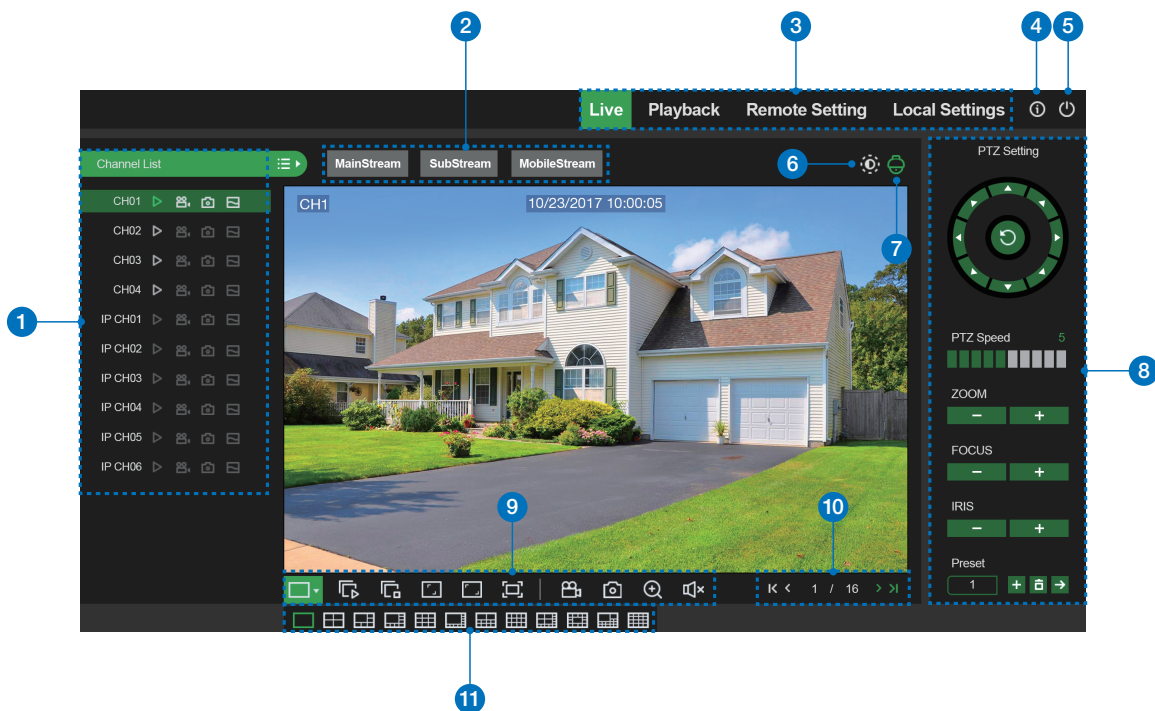 2
3
4
5
Live Playback Remote Setting Local Settings
Channel List
MainStream SubStream MobileStream
6
7
PTZ Setting
CH1 10/23/2017 10:00:05
CH01
CH02
CH03
CH04
IP CH01
IP CH02
IP CH03
IP CH04
IP CH05
IP CH06
1
PTZ Speed 5
8
ZOOM
- +
FOCUS
- +
IRIS
- +
Preset
1 +
9
10
1 / 16
11